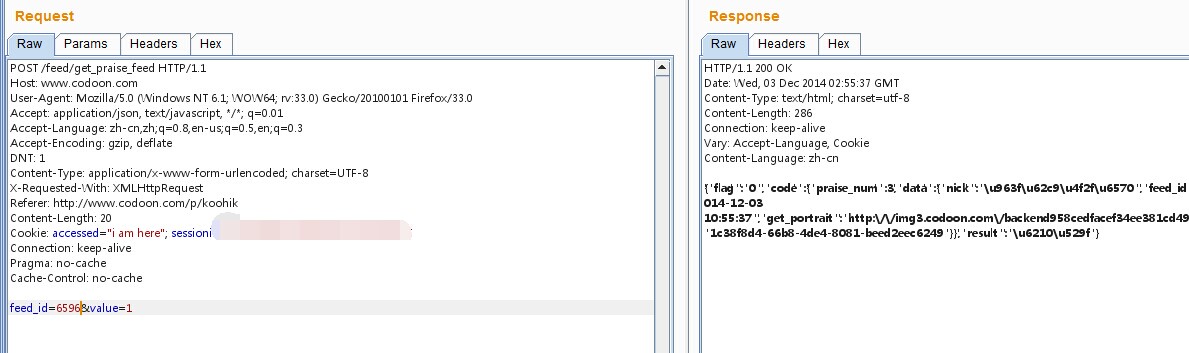 Request
Response
Raw Params Headers Hex
Raw Headers Hex
POST /feed/get_praise_feed HTTP/1.1
Host: www.codoon.com
User-Agent: Mozilla/5.0 (Windows NT 6.1; WOW64; rv:33.0) Gecko/20100101 Firefox/33.0
Accept: application/json, text/javascript, */*; q=0.01
Accept-Language: zh-cn,zh;q=0.8,en-us;q=0.5,en;q=0.3
Accept-Encoding: gzip, deflate
DNT: 1
Content-Type: application/x-www-form-urlencoded; charset=UTF-8
X-Requested-With: XMLHttpRequest
Referer: http://www.codoon.com/p/koohik
Content-Length: 20
Cookie: accessed="i am here"; sessioni
Connection: keep-alive
Pragma: no-cache
Cache-Control: no-cache
feed_id=6596&value=1
HTTP/1.1 200 OK
Date: Wed, 03 Dec 2014 02:55:37 GMT
Content-Type: text/html; charset=utf-8
Content-Length: 286
Connection: keep-alive
Vary: Accept-Language, Cookie
Content-Language: zh-cn
{"flag":"0","code":{"praise_num":3,"data":{"nick":"\u963f\u62c9\u4f2f\u6570","feed_id
014-12-03
10:55:37","get_portrait":"http:\/\/img3.codoon.com\/backend958cedfacef34ee381cd49
"1c38f8d4-66b8-4de4-8081-beed2eec6249"}},"result":"\u6210\u529f"}